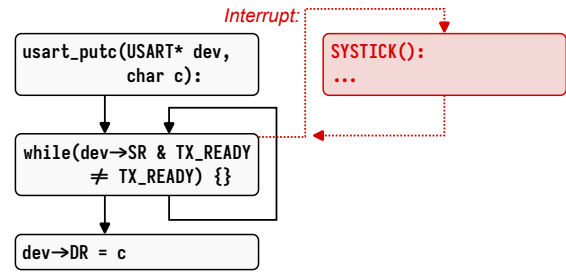 Interrupt:
usart_putc(USART* dev,
char c):
SYSTICK():
...
while(dev->SR & TX_READY
≠ TX_READY) {}
dev->DR = c